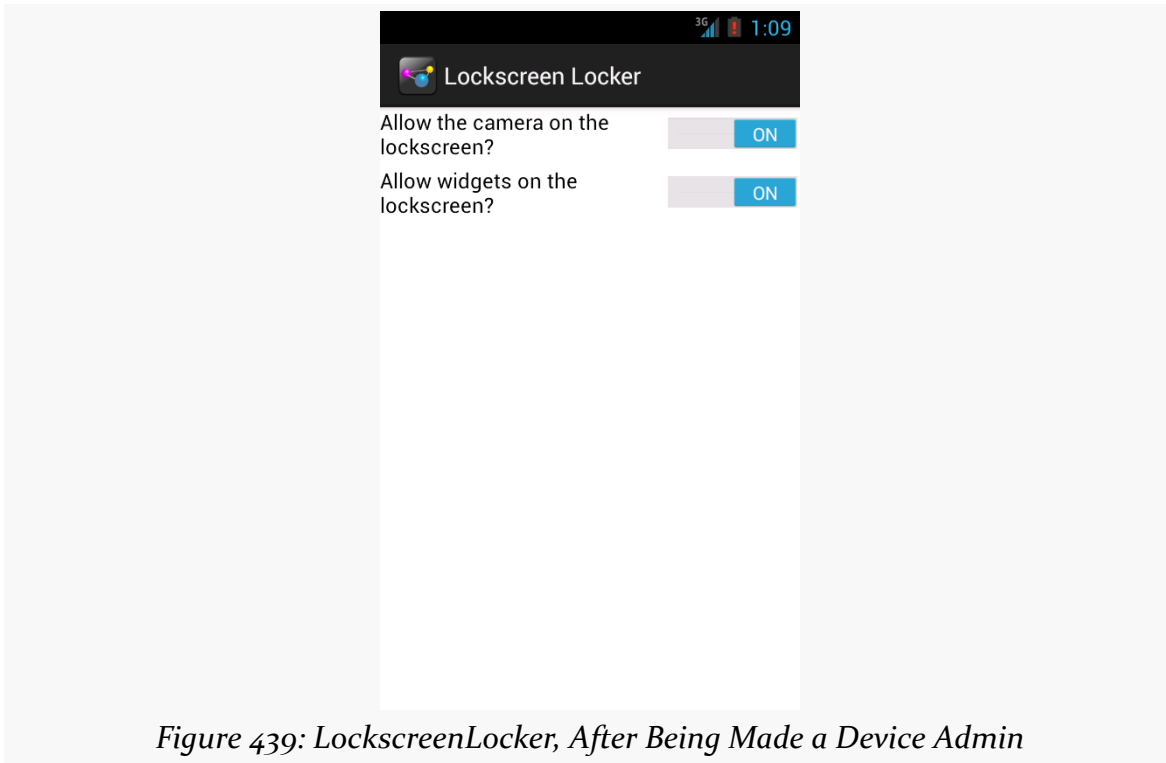 3G 1:09
Lockscreen Locker
Allow the camera on the
lockscreen?
ON
Allow widgets on the
lockscreen?
ON
Figure 439: LockscreenLocker, After Being Made a Device Admin